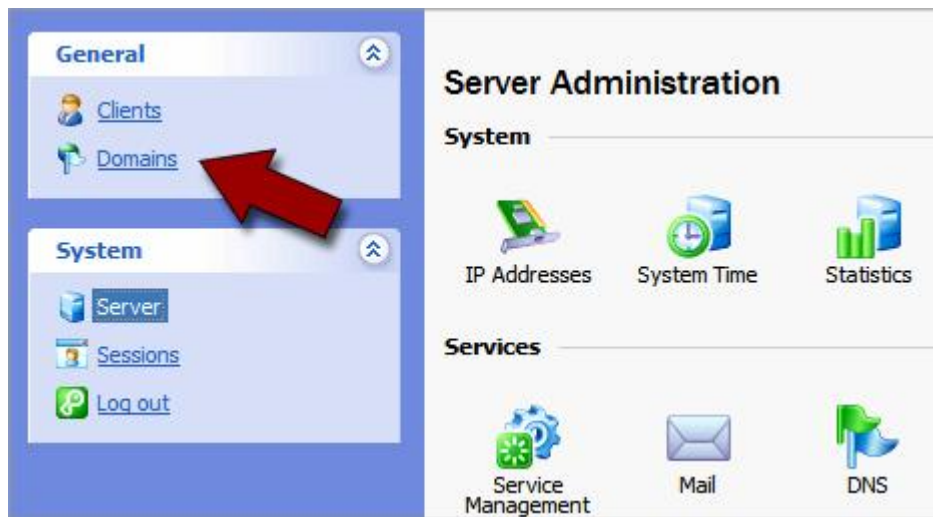 General
Clients
Domains
System
Server
Sessions
Log out
Server Administration
System
IP Addresses
System Time
Statistics
Services
Service
Management
Mail
DNS